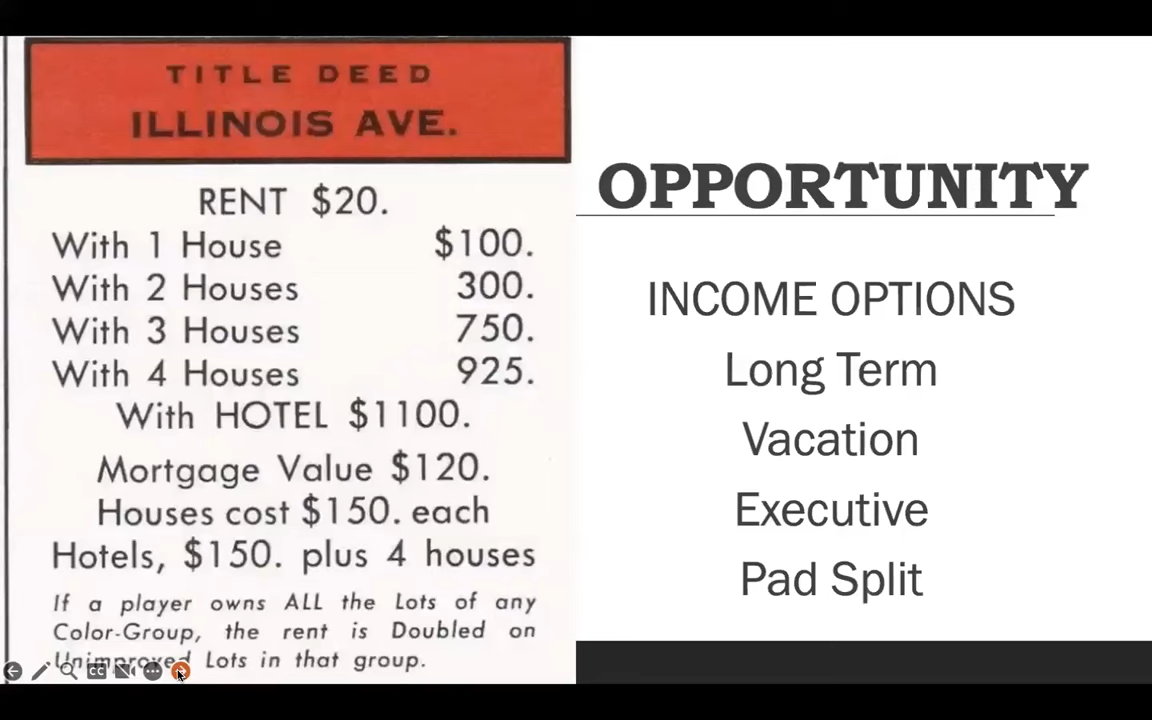 TITLE DEED
ILLINOIS AVE.
RENT $20.
With 1 House $100.
With 2 Houses 300.
With 3 Houses 750.
With 4 Houses 925.
With HOTEL $1100.
Mortgage Value $120.
Houses cost $150. each
Hotels, $150. plus 4 houses
If a player owns ALL the Lots of any
Color-Group, the rent is Doubled on
Unimproved Lots in that group.
CC
OPPORTUNITY
INCOME OPTIONS
Long Term
Vacation
Executive
Pad Split